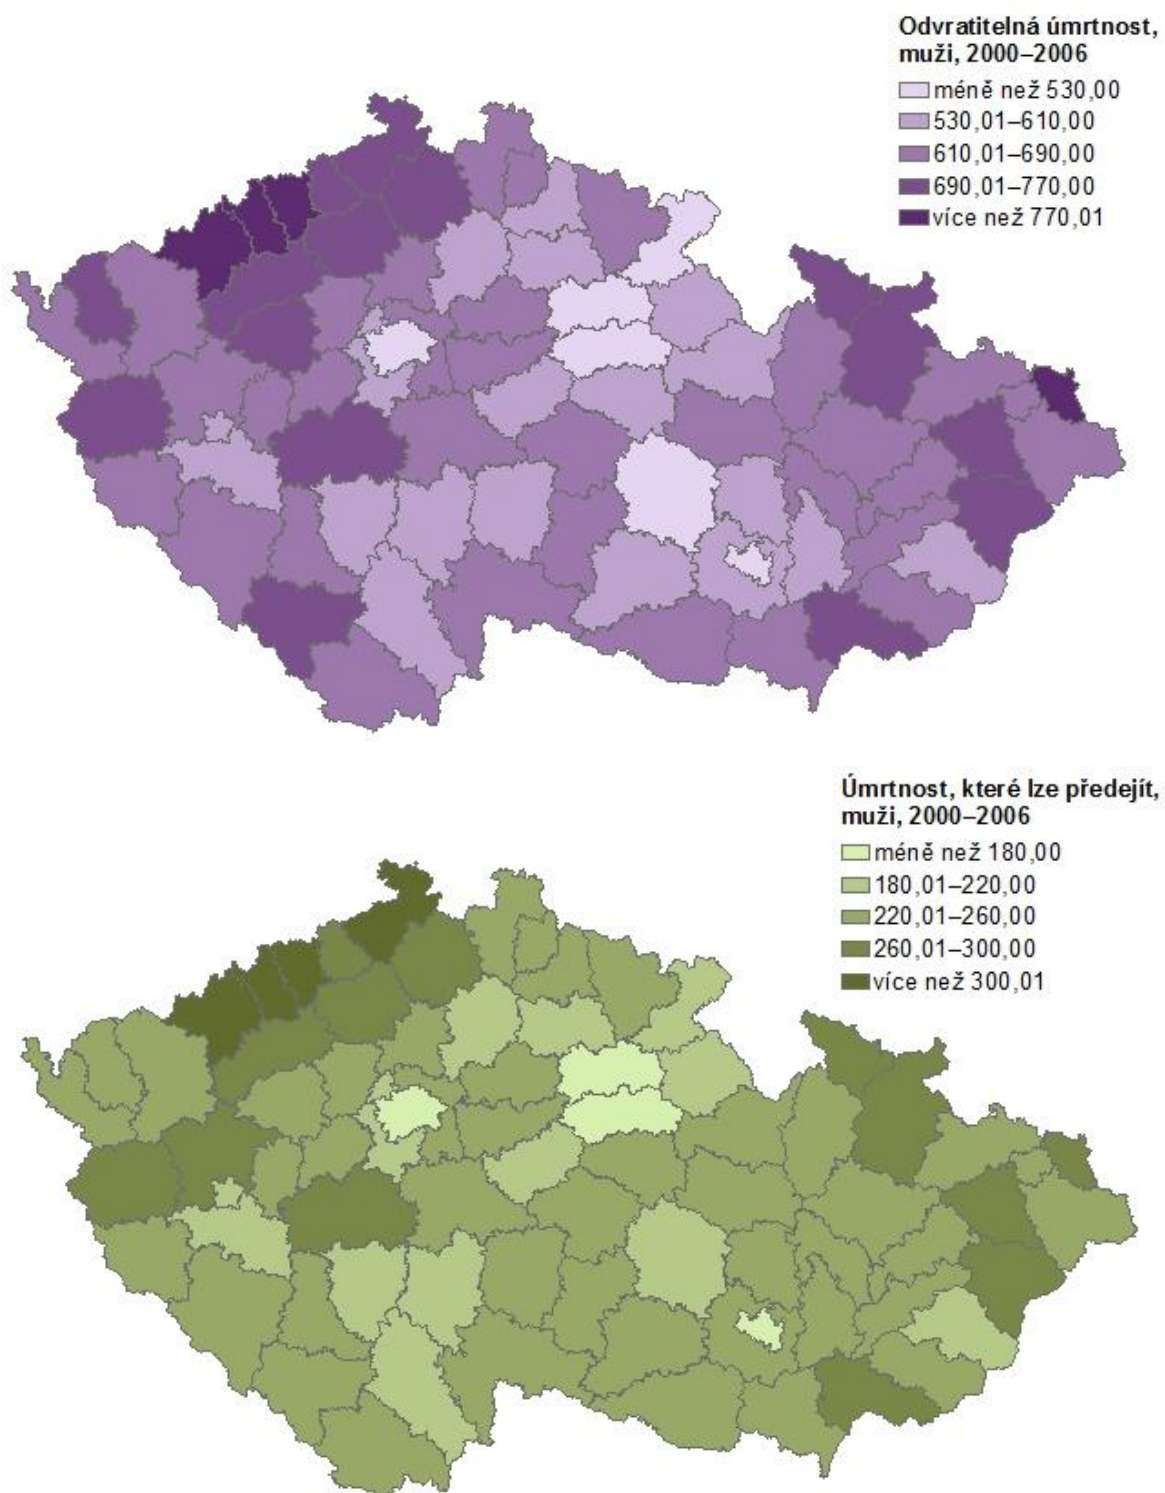 Odvratitelná úmrtnost,
muži, 2000–2006
méně než 530,00
530,01–610,00
610,01–690,00
690,01–770,00
více než 770,01
Úmrtnost, které lze předejít,
muži, 2000–2006
méně než 180,00
180,01–220,00
220,01–260,00
260,01–300,00
více než 300,01